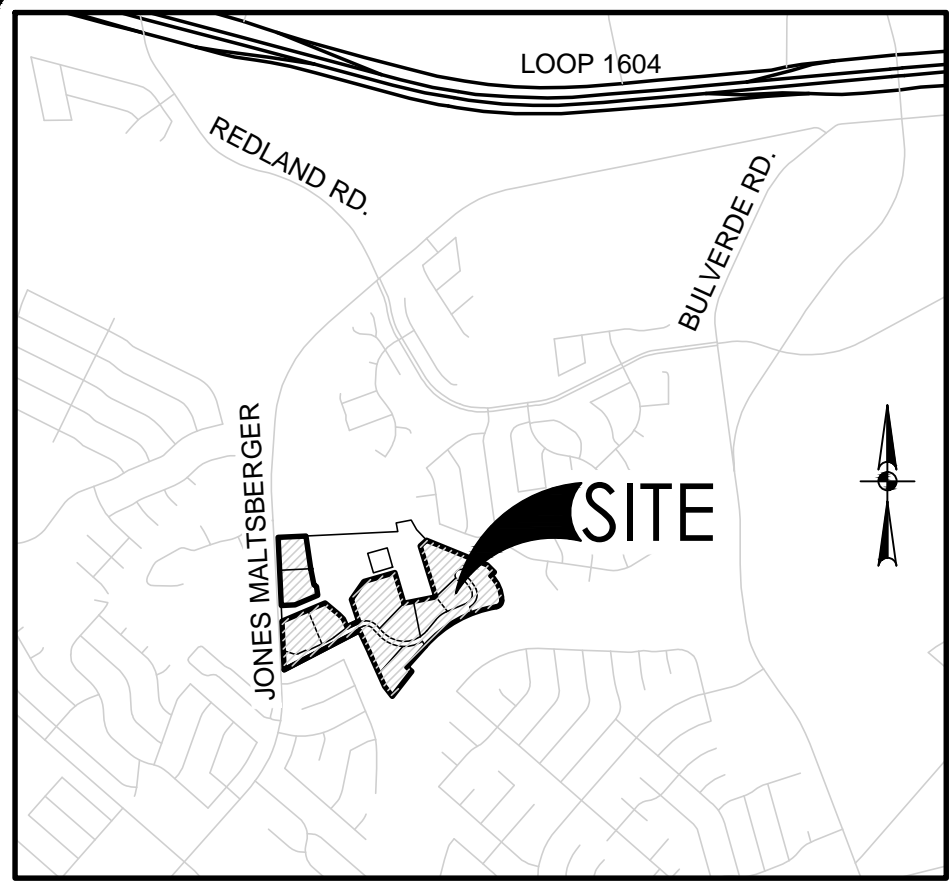 LOOP 1604
REDLAND RD.
BULVERDE RD.
JONES MALTSBERGER
SITE